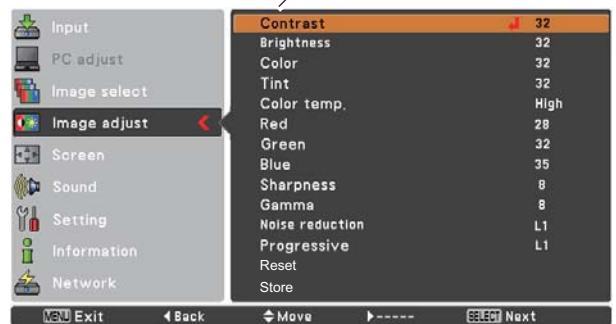 Input
PC adjust
Image select
Image adjust
Screen
Sound
Setting
Information
Network
Contrast 32
Brightness 32
Color 32
Tint 32
Color temp. High
Red 28
Green 32
Blue 35
Sharpness 8
Gamma 8
Noise reduction L1
Progressive L1
Reset
Store
MENU Exit ◀Back ♦Move ▶----- SELECT Next